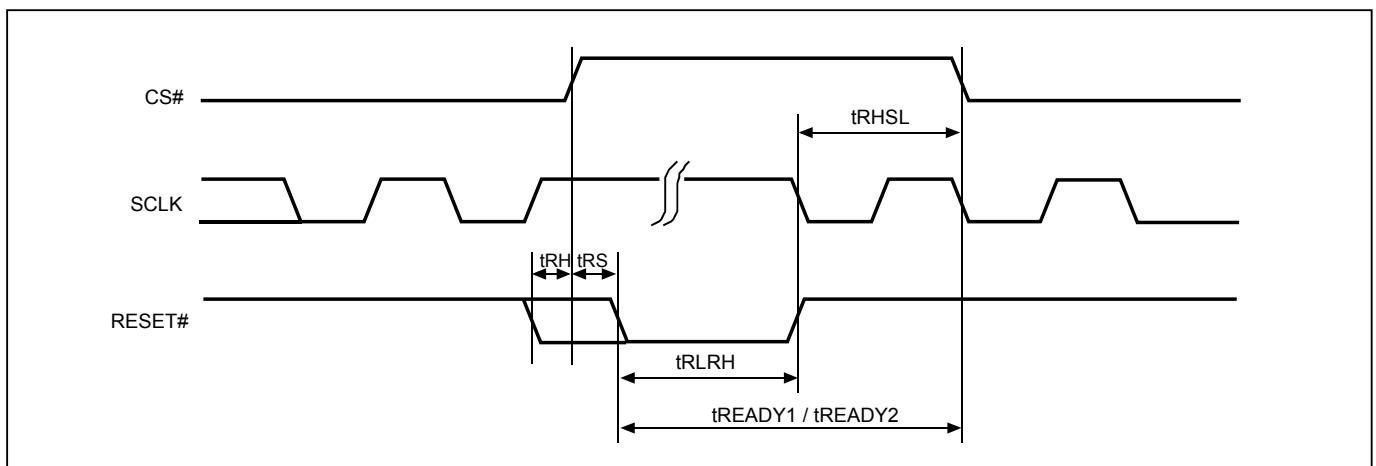 CS#
tRHSL
SCLK
tRH tRS
RESET#
tRLRH
tREADY1 / tREADY2